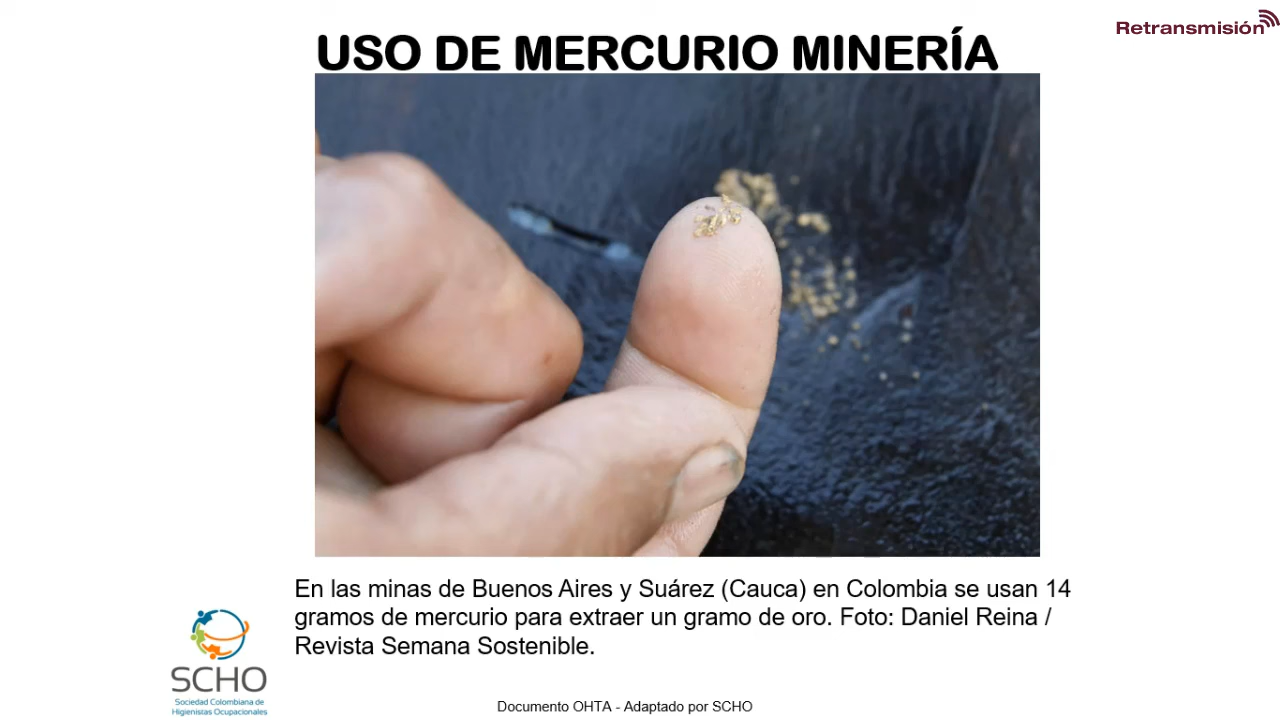 Retransmisión
USO DE MERCURIO MINERÍA
En las minas de Buenos Aires y Suárez (Cauca) en Colombia se usan 14
gramos de mercurio para extraer un gramo de oro. Foto: Daniel Reina /
Revista Semana Sostenible.
SCHO
Sociedad Colombiana de
Higienistas Ocupacionales
Documento OHTA - Adaptado por SCHO